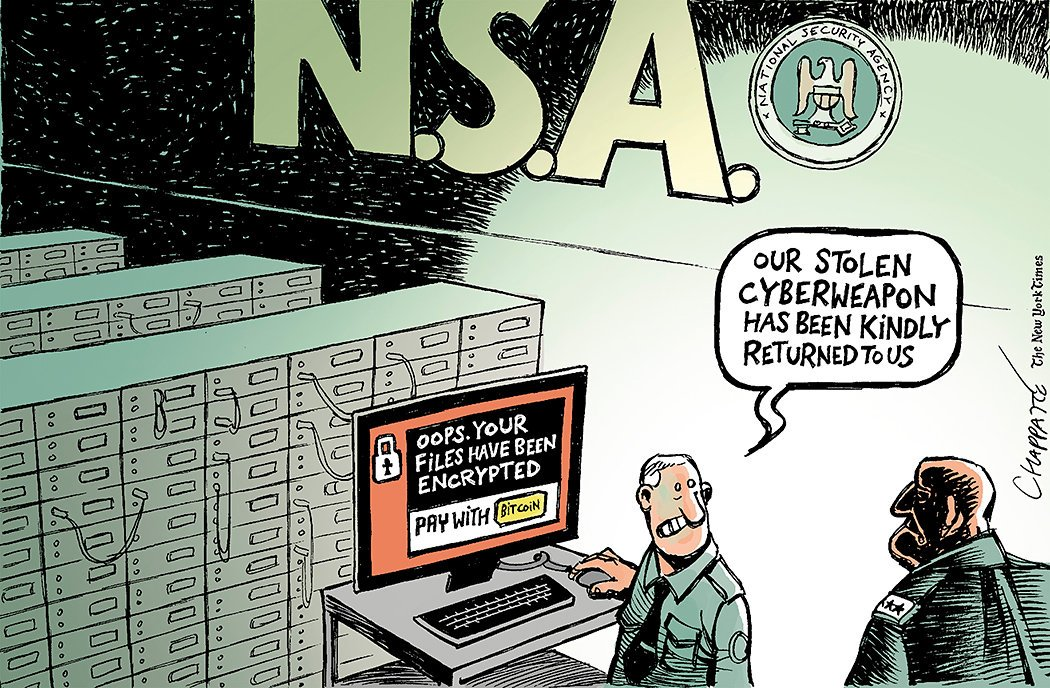 N.S.A.
NATIONAL SECURITY AGENCY
OUR STOLEN
CYBERWEAPON
HAS BEEN KINDLY
RETURNED TO US
OOPS. YOUR
FILES HAVE BEEN
ENCRYPTED
PAY WITH BITCOIN
CHAPPATTE
The New York Times